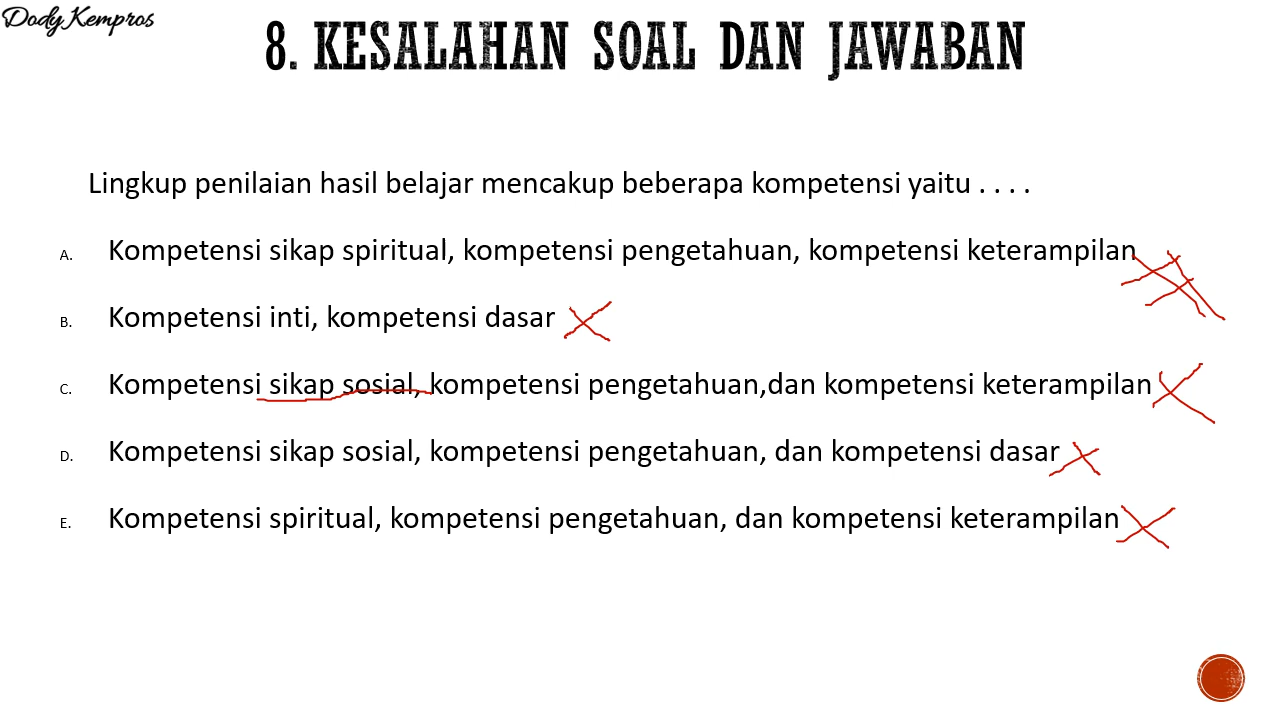 Dody Kempros
8. KESALAHAN SOAL DAN JAWABAN
Lingkup penilaian hasil belajar mencakup beberapa kompetensi yaitu . . . .
A. Kompetensi sikap spiritual, kompetensi pengetahuan, kompetensi keterampilan
B. Kompetensi inti, kompetensi dasar
C. Kompetensi sikap sosial, kompetensi pengetahuan,dan kompetensi keterampilan
D. Kompetensi sikap sosial, kompetensi pengetahuan, dan kompetensi dasar
E. Kompetensi spiritual, kompetensi pengetahuan, dan kompetensi keterampilan